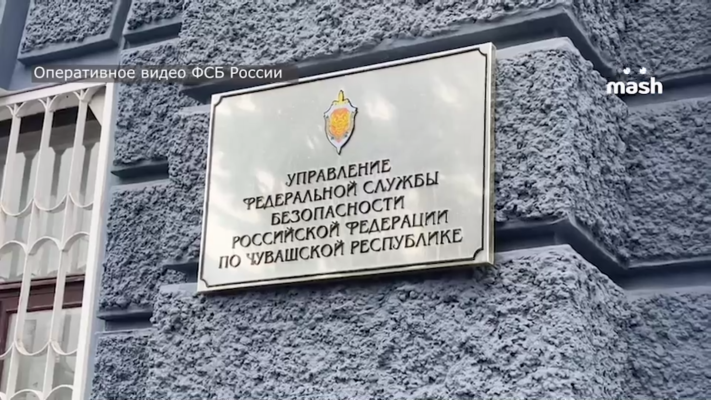 Оперативное видео ФСБ России
mash
УПРАВЛЕНИЕ
ФЕДЕРАЛЬНОЙ СЛУЖБЫ
БЕЗОПАСНОСТИ
РОССИЙСКОЙ ФЕДЕРАЦИИ
ПО ЧУВАШСКОЙ РЕСПУБЛИКЕ